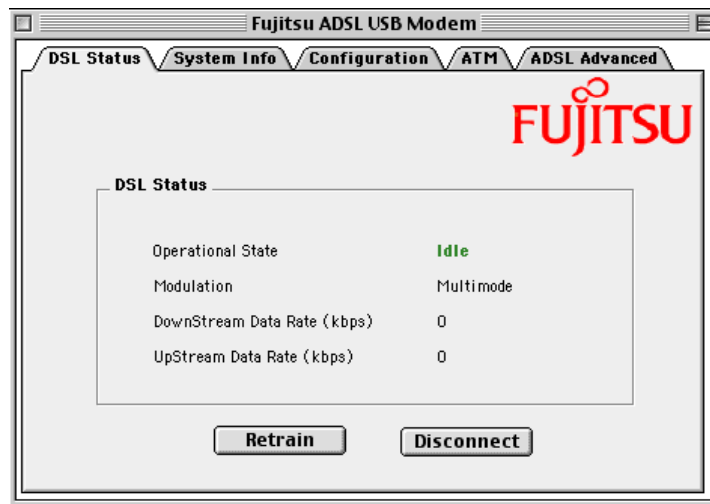 Fujitsu ADSL USB Modem
DSL Status System Info Configuration ATM ADSL Advanced
FUJITSU
DSL Status
Operational State Idle
Modulation Multimode
DownStream Data Rate (kbps) 0
UpStream Data Rate (kbps) 0
Retrain Disconnect